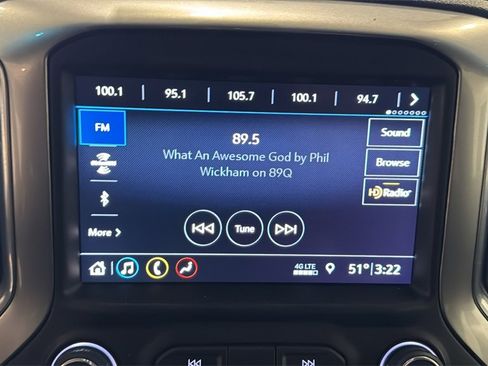 100.1 | 95.1 | 105.7 | 100.1 | 94.7
FM
89.5
What An Awesome God by Phil
Wickham on 89Q
Sound
Browse
HD Radio
More
Tune
4G LTE
51° | 3:22